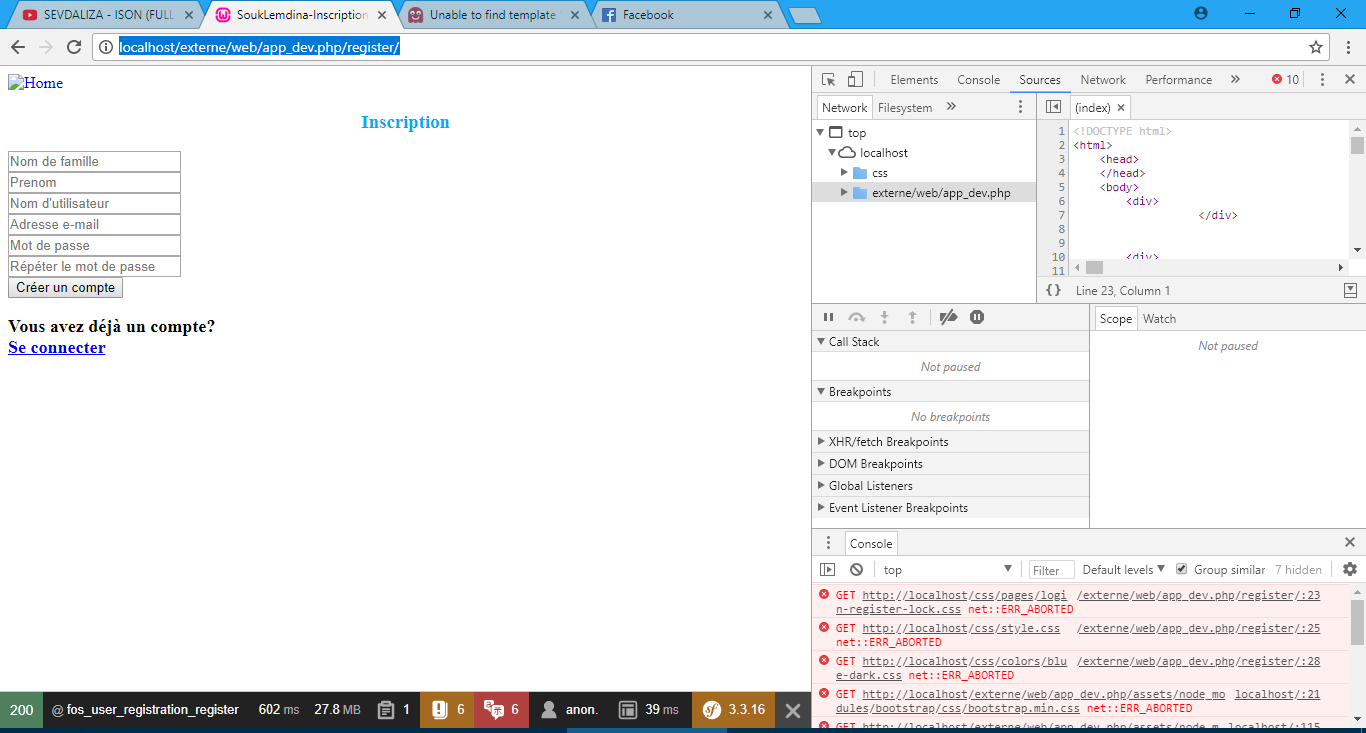 SEVDALIZA - ISON (FULL
SoukLemdina-Inscription
Unable to find template
Facebook
localhost/externe/web/app_dev.php/register/
Home
Inscription
Nom de famille
Prenom
Nom d'utilisateur
Adresse e-mail
Mot de passe
Répéter le mot de passe
Créer un compte
Vous avez déjà un compte?
Se connecter
200 @ fos_user_registration_register 602 ms 27.8 MB 1 6 6 anon. 39 ms 3.3.16
Elements Console Sources Network Performance » 10
Network Filesystem »
(index)
top
localhost
css
externe/web/app_dev.php
1 <!DOCTYPE html>
2 <html>
3 <head>
4 </head>
5 <body>
6 <div>
7 </div>
8
9
10 <div>
11
{} Line 23, Column 1
Call Stack
Not paused
Breakpoints
No breakpoints
XHR/fetch Breakpoints
DOM Breakpoints
Global Listeners
Event Listener Breakpoints
Scope Watch
Not paused
Console
top Filter Default levels Group similar 7 hidden
GET http://localhost/css/pages/logi /externe/web/app_dev.php/register/:23
n-register-lock.css net::ERR_ABORTED
GET http://localhost/css/style.css /externe/web/app_dev.php/register/:25
net::ERR_ABORTED
GET http://localhost/css/colors/blu /externe/web/app_dev.php/register/:28
e-dark.css net::ERR_ABORTED
GET http://localhost/externe/web/app_dev.php/assets/node_mo localhost/:21
dules/bootstrap/css/bootstrap.min.css net::ERR_ABORTED
GET http://localhost/externe/web/app_dev.php/assets/node_m localhost/:115